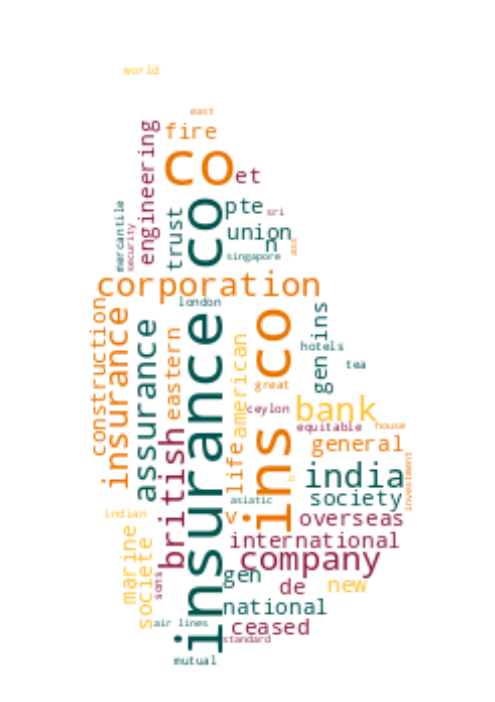 world
east
fire
engineering
co
et
mercantile
security
trust
co
pte
sri
union
n
ass
singapore
corporation
london
construction
insurance
assurance
eastern
insurance
american
ins co
gen ins
hotels
tea
great
ceylon
bank
equitable
house
general
british
life
india
investment
b
asiatic
society
indian
v
overseas
marine
societe
sons
international
company
gen
de
new
national
air lines
ceased
standard
mutual